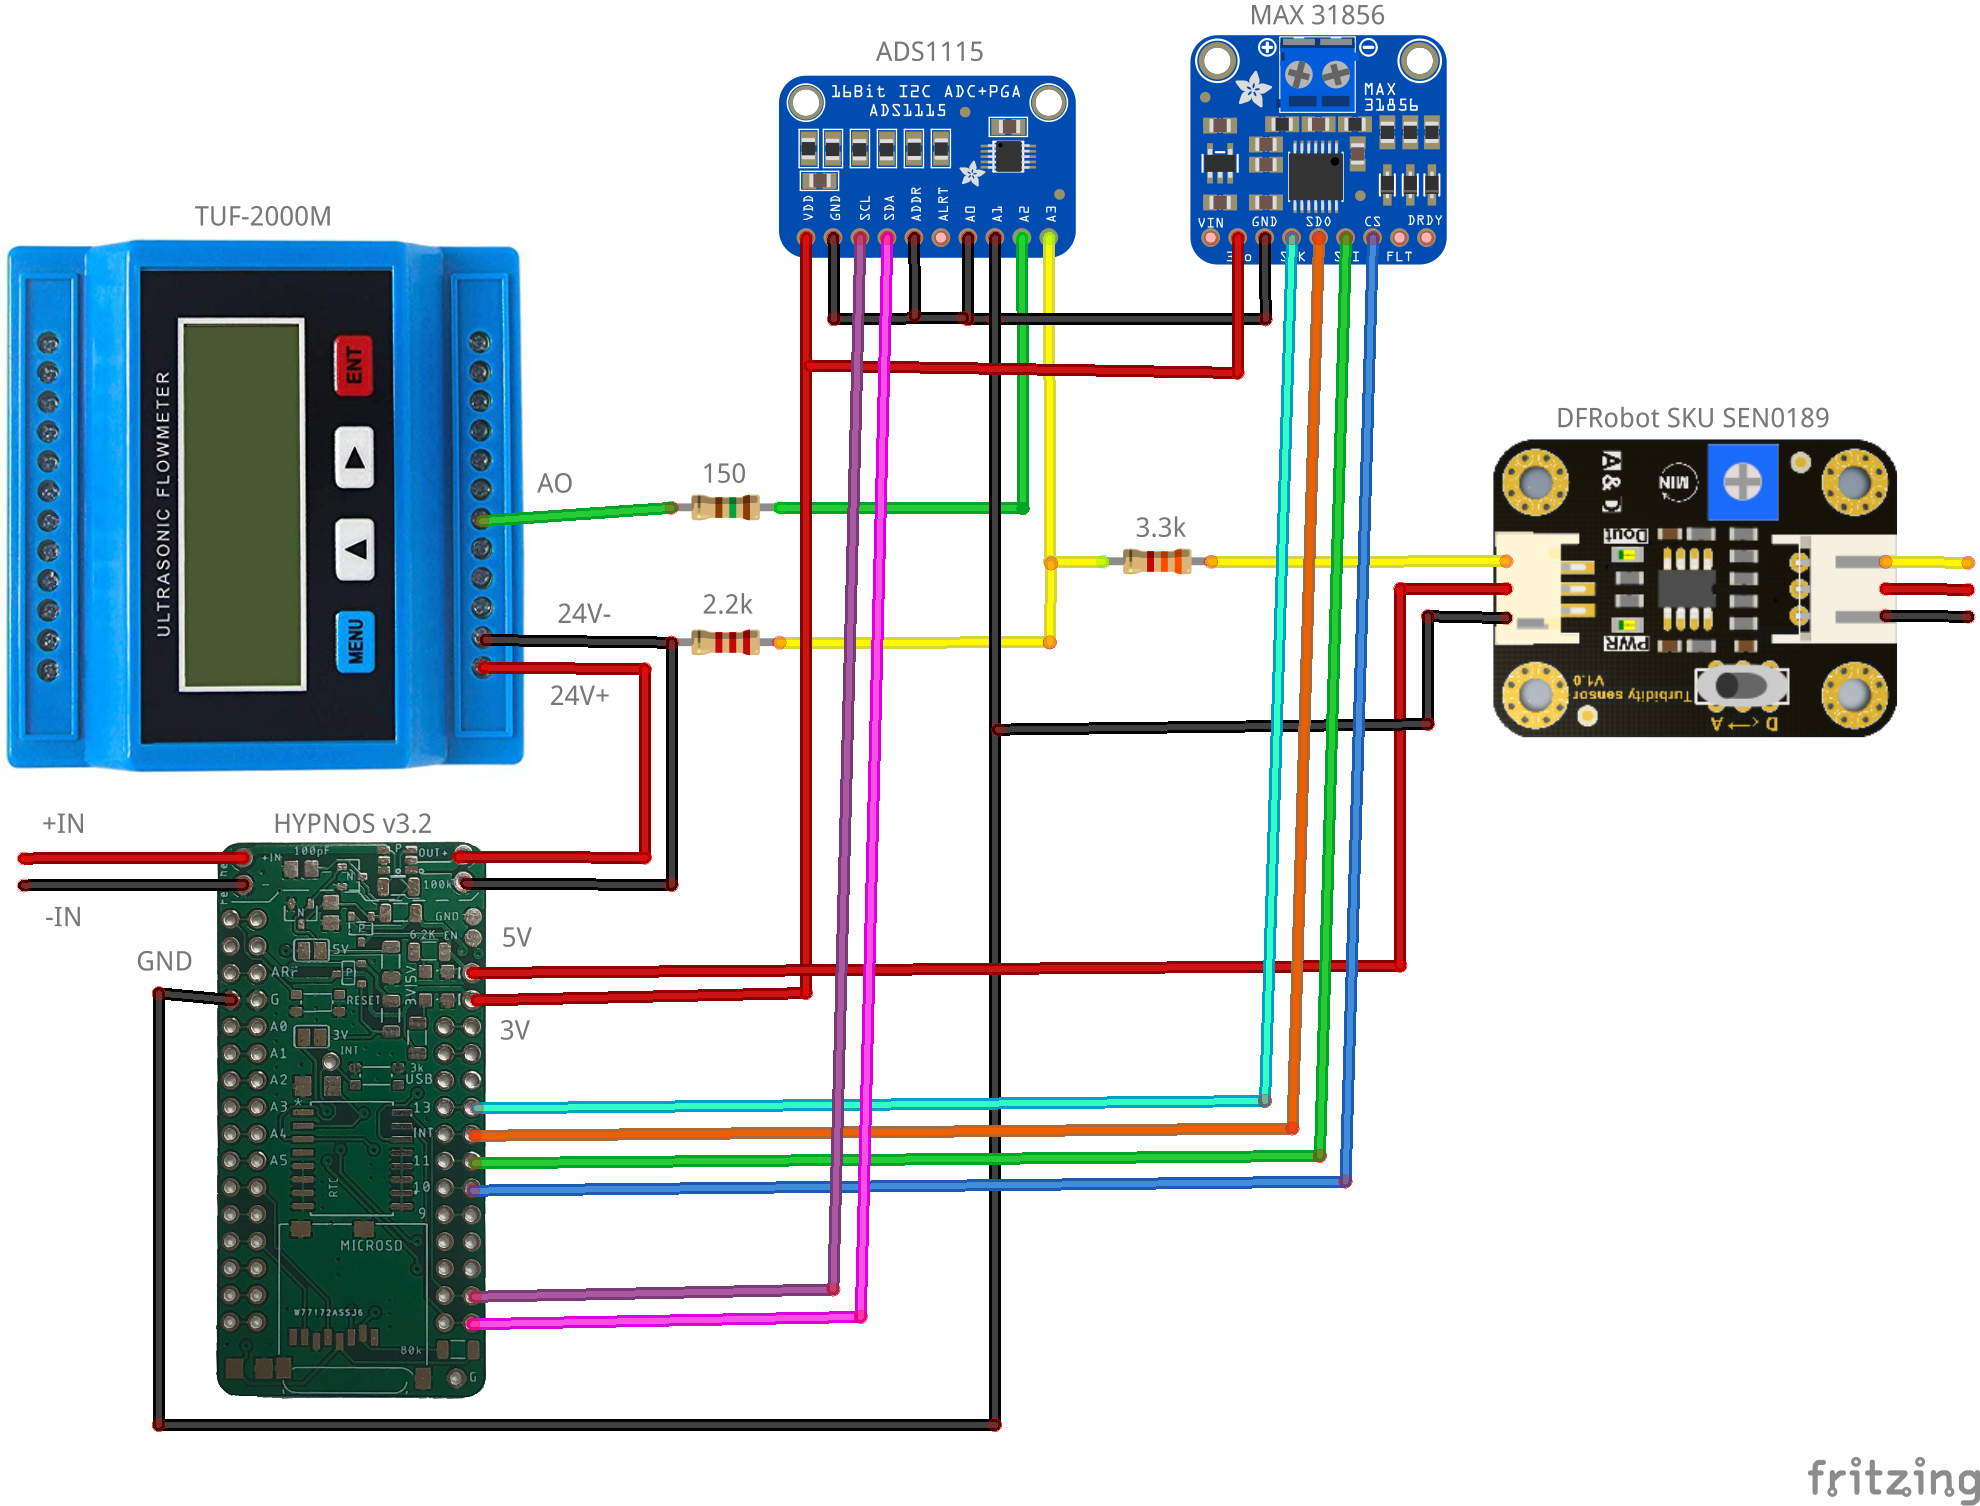 MAX 31856
ADS1115
16Bit I2C ADC+PGA
ADS1115
VDD
GND
SCL
SDA
ADDR
ALRT
A0
A1
A2
A3
MAX
31856
VIN
GND
SDO
CS
DRDY
FLT
TUF-2000M
ULTRASONIC FLOWMETER
ENT
MENU
AO
150
24V-
2.2k
24V+
3.3k
DFRobot SKU SEN0189
A & D
MIN
Dout
PWR
Turbidity sensor
V1.0
D<-->A
+IN
-IN
HYPNOS v3.2
+IN
-
100pF
P
OUT+
N
100k
N
GND
P
6.2K
EN
5V
5V
GND
ARF
P
3V|5V
G
RESET
3V
A0
3V
INT
A1
3k
A2
USB
A3
*
13
A4
INT
A5
11
RTC
10
9
MICROSD
W77172ASSJ6
80k
G
fritzing